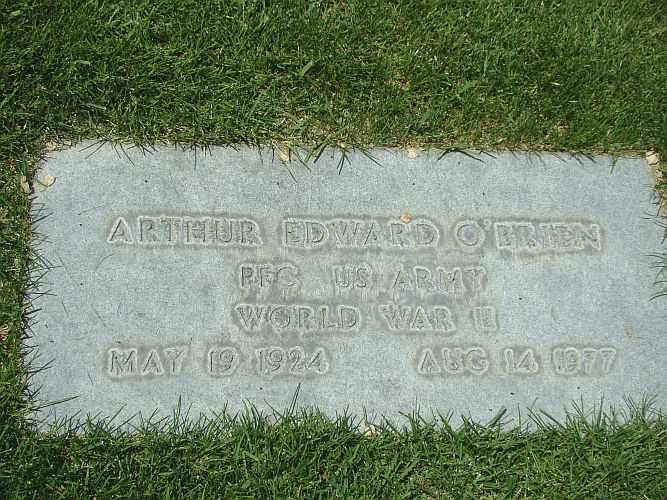 ARTHUR EDWARD O'BRIEN
PFC US ARMY
WORLD WAR II
MAY 19 1924 AUG 14 1977